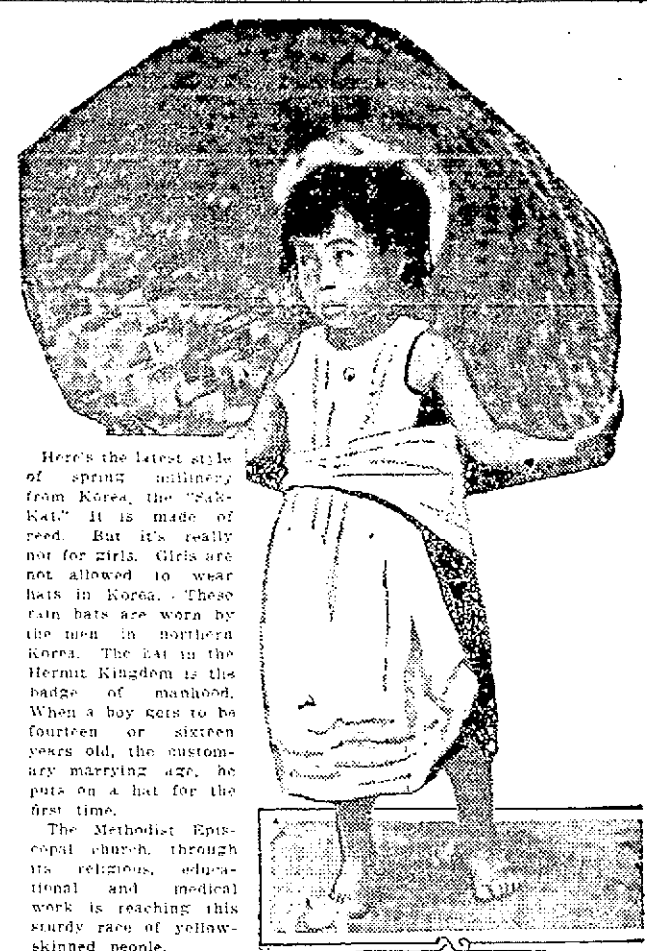 Here's the latest style
of spring millinery
from Korea, the "Sak-
Kat." It is made of
reed. But it's really
not for girls. Girls are
not allowed to wear
hats in Korea. These
rain hats are worn by
the men in northern
Korea. The hat in the
Hermit Kingdom is the
badge of manhood.
When a boy gets to be
fourteen or sixteen
years old, the custom-
ary marrying age, he
puts on a hat for the
first time.
The Methodist Epis-
copal church, through
its religious, educa-
tional and medical
work is reaching this
sturdy race of yellow-
skinned people.